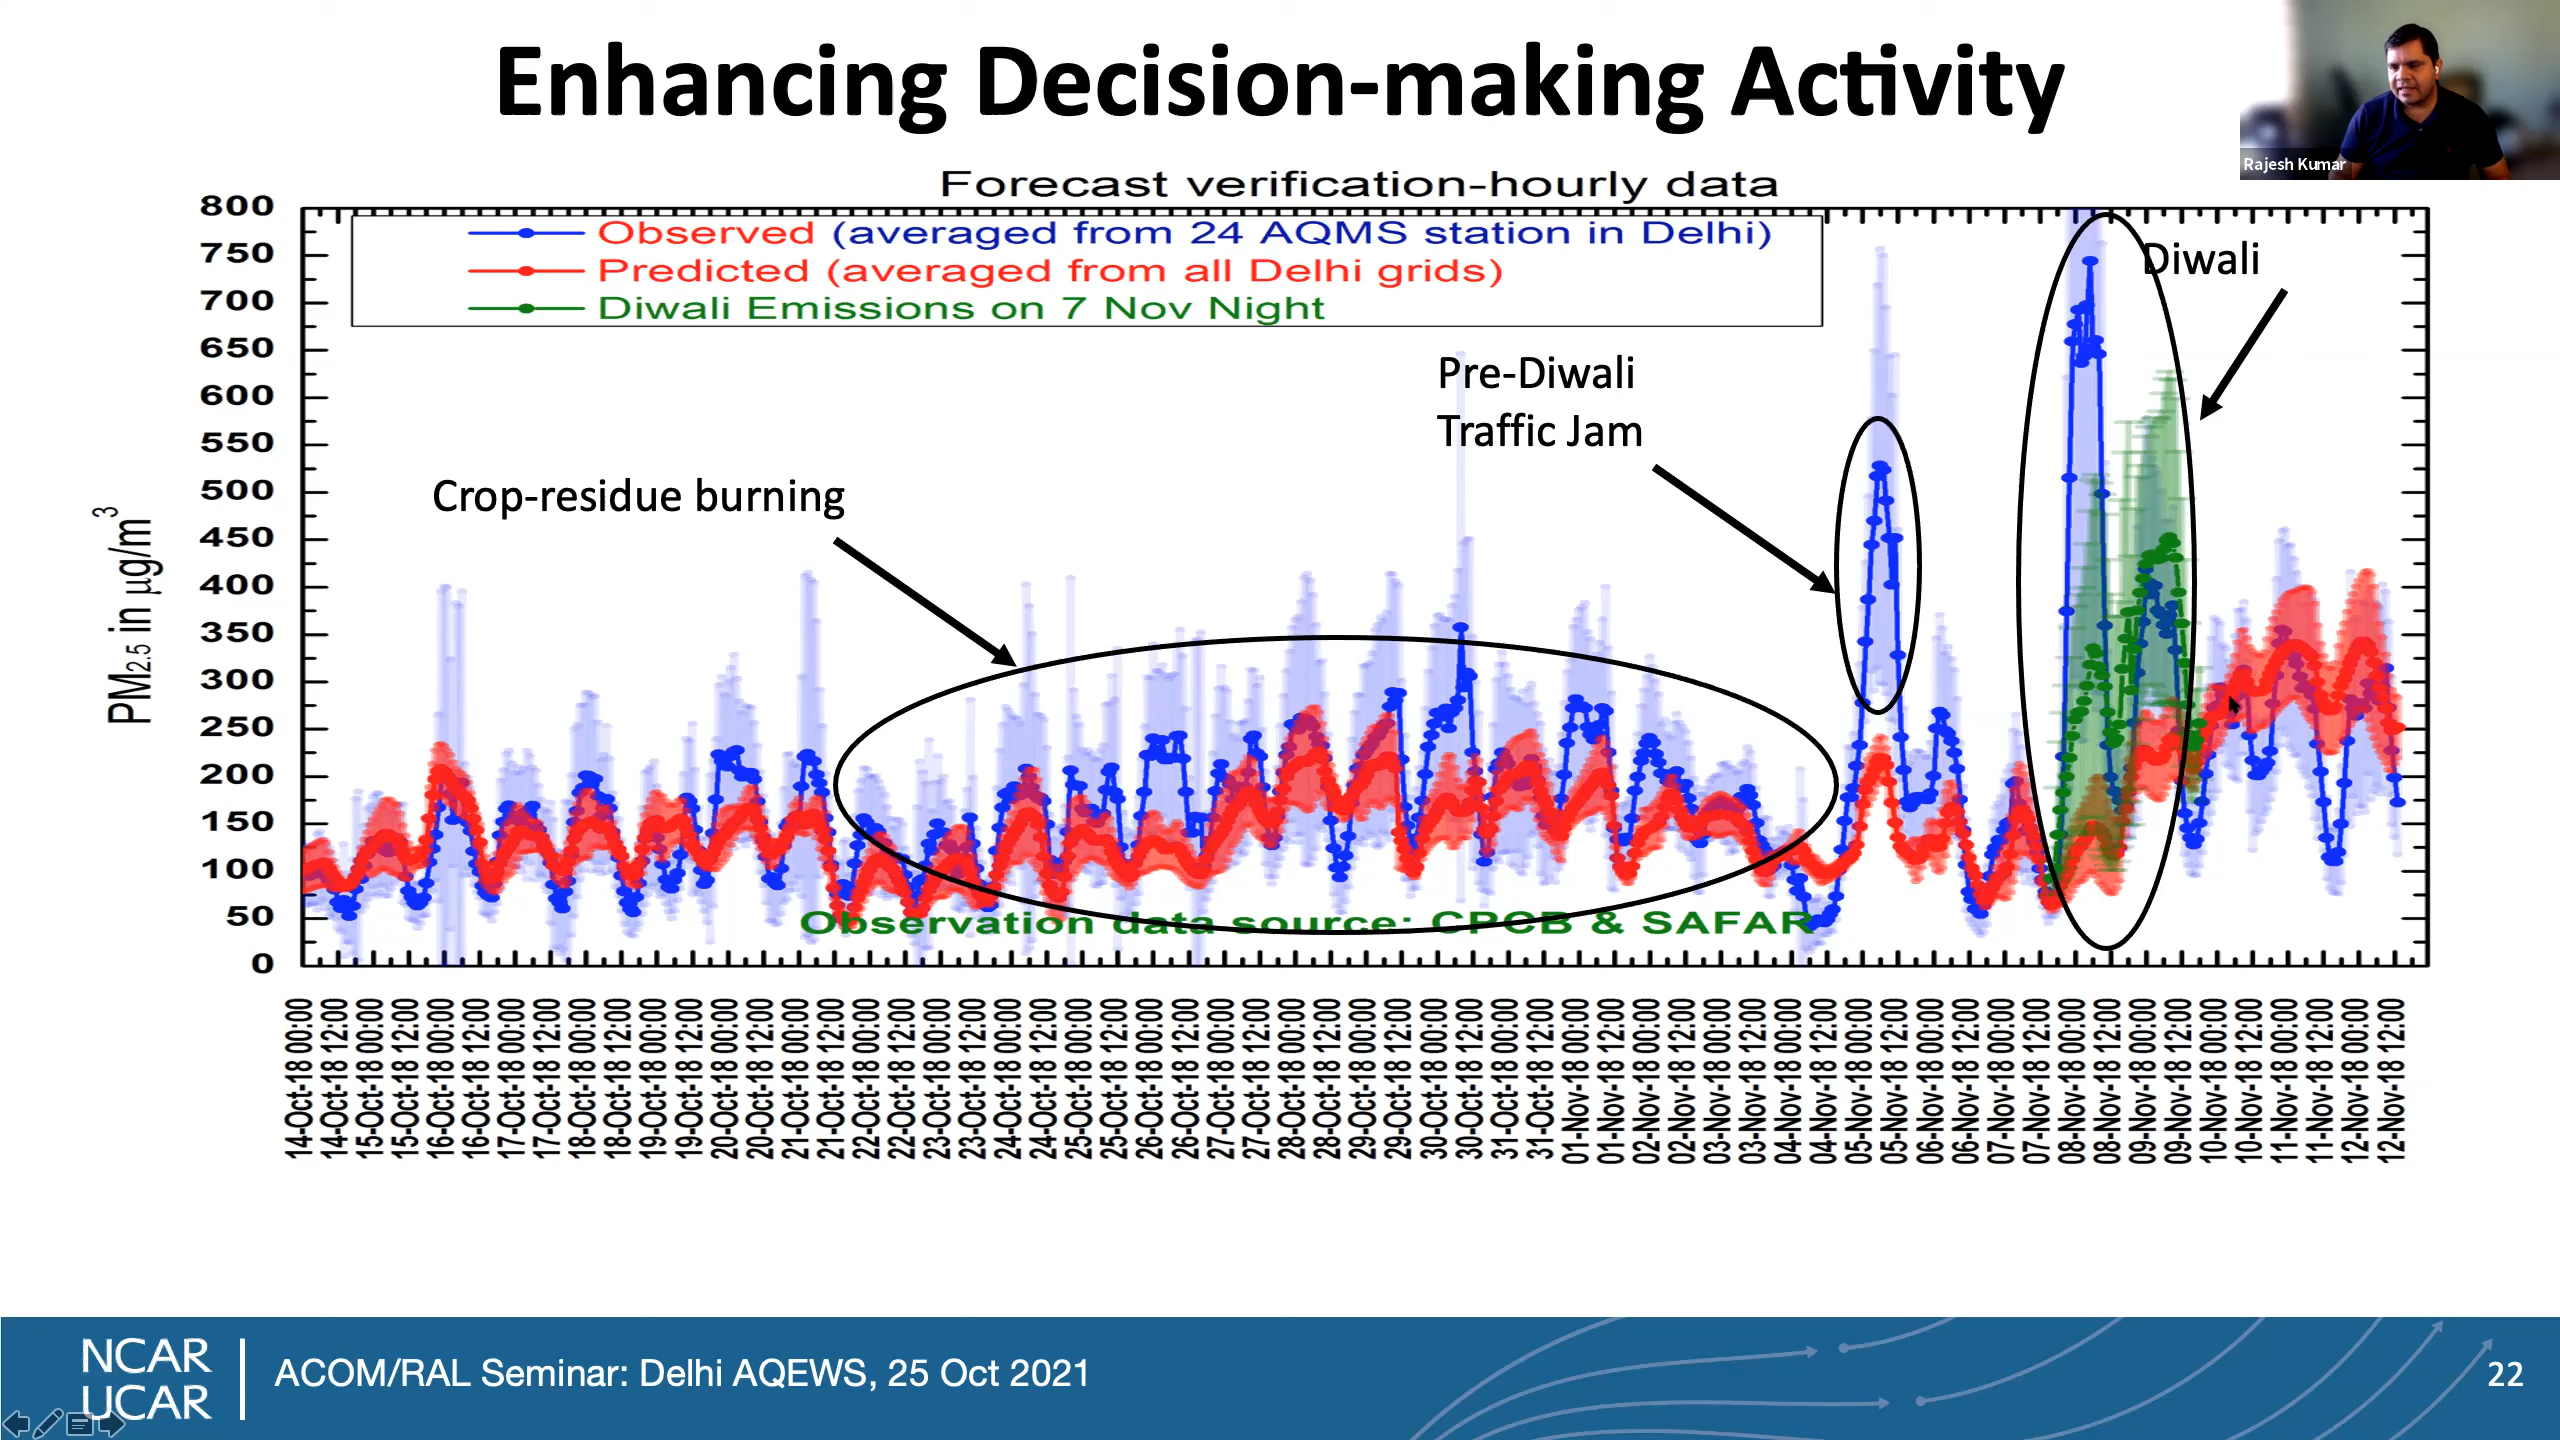 Enhancing Decision-making Activity
Rajesh Kumar
Forecast verification-hourly data
800
750
700
650
600
550
500
450
400
350
300
250
200
150
100
50
0
PM2.5 in µg/m3
Observed (averaged from 24 AQMS station in Delhi)
Predicted (averaged from all Delhi grids)
Diwali Emissions on 7 Nov Night
Diwali
Pre-Diwali
Traffic Jam
Crop-residue burning
Observation data source: CPCB & SAFAR
14-Oct-18 00:00
14-Oct-18 12:00
15-Oct-18 00:00
15-Oct-18 12:00
16-Oct-18 00:00
16-Oct-18 12:00
17-Oct-18 00:00
17-Oct-18 12:00
18-Oct-18 00:00
18-Oct-18 12:00
19-Oct-18 00:00
19-Oct-18 12:00
20-Oct-18 00:00
20-Oct-18 12:00
21-Oct-18 00:00
21-Oct-18 12:00
22-Oct-18 00:00
22-Oct-18 12:00
23-Oct-18 00:00
23-Oct-18 12:00
24-Oct-18 00:00
24-Oct-18 12:00
25-Oct-18 00:00
25-Oct-18 12:00
26-Oct-18 00:00
26-Oct-18 12:00
27-Oct-18 00:00
27-Oct-18 12:00
28-Oct-18 00:00
28-Oct-18 12:00
29-Oct-18 00:00
29-Oct-18 12:00
30-Oct-18 00:00
30-Oct-18 12:00
31-Oct-18 00:00
31-Oct-18 12:00
01-Nov-18 00:00
01-Nov-18 12:00
02-Nov-18 00:00
02-Nov-18 12:00
03-Nov-18 00:00
03-Nov-18 12:00
04-Nov-18 00:00
04-Nov-18 12:00
05-Nov-18 00:00
05-Nov-18 12:00
06-Nov-18 00:00
06-Nov-18 12:00
07-Nov-18 00:00
07-Nov-18 12:00
08-Nov-18 00:00
08-Nov-18 12:00
09-Nov-18 00:00
09-Nov-18 12:00
10-Nov-18 00:00
10-Nov-18 12:00
11-Nov-18 00:00
11-Nov-18 12:00
12-Nov-18 00:00
12-Nov-18 12:00
NCAR
UCAR
ACOM/RAL Seminar: Delhi AQEWS, 25 Oct 2021
22